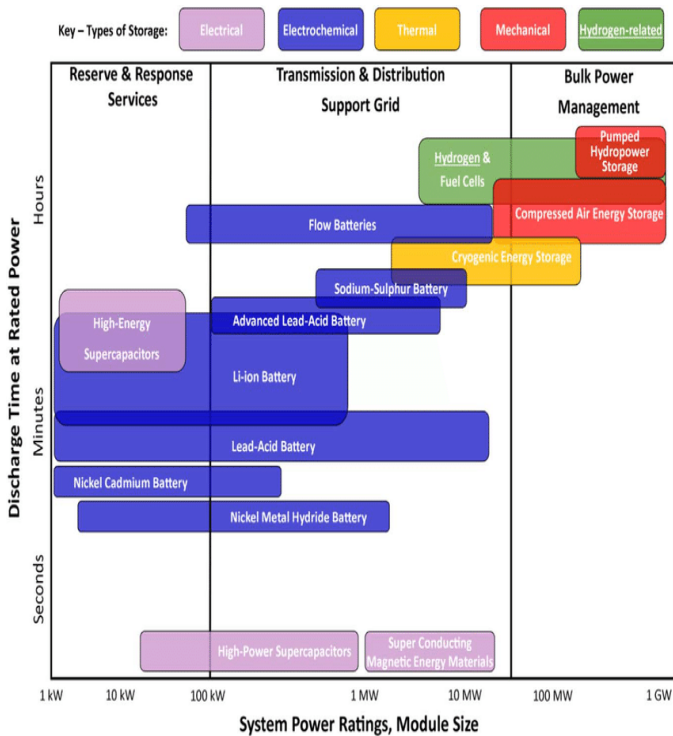 Key – Types of Storage:
Electrical
Electrochemical
Thermal
Mechanical
Hydrogen-related
Reserve & Response
Services
Transmission & Distribution
Support Grid
Bulk Power
Management
Pumped
Hydropower
Storage
Hydrogen &
Fuel Cells
Compressed Air Energy Storage
Flow Batteries
Cryogenic Energy Storage
Sodium-Sulphur Battery
Advanced Lead-Acid Battery
High-Energy
Supercapacitors
Li-ion Battery
Lead-Acid Battery
Nickel Cadmium Battery
Nickel Metal Hydride Battery
High-Power Supercapacitors
Super Conducting
Magnetic Energy Materials
Discharge Time at Rated Power
Hours
Minutes
Seconds
1 kW
10 kW
100 kW
1 MW
10 MW
100 MW
1 GW
System Power Ratings, Module Size